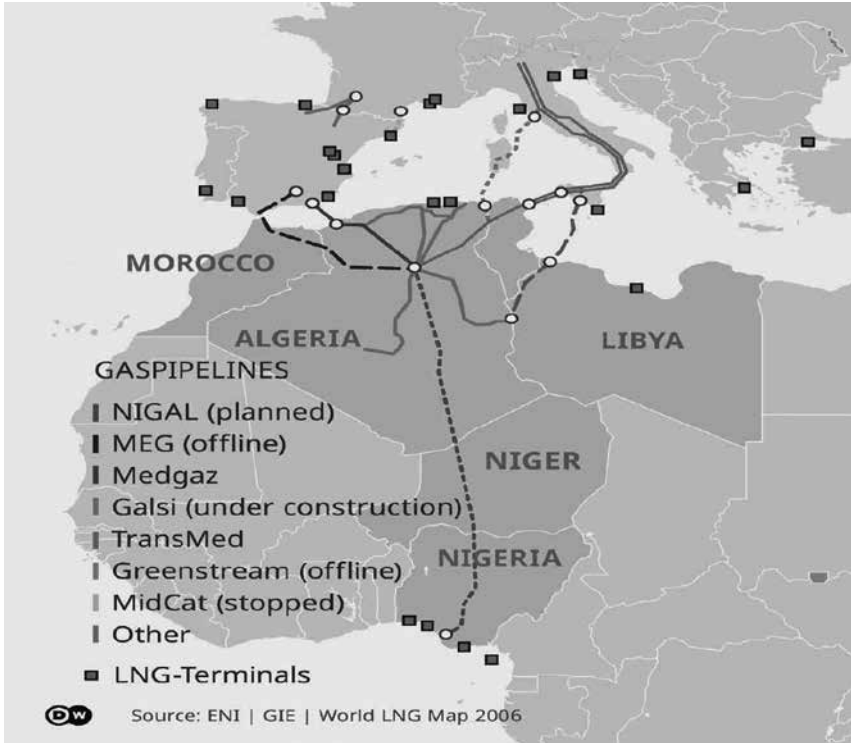 MOROCCO
ALGERIA
LIBYA
GASPIPELINES
NIGAL (planned)
MEG (offline)
Medgaz
Galsi (under construction)
TransMed
Greenstream (offline)
MidCat (stopped)
Other
LNG-Terminals
NIGER
NIGERIA
DW Source: ENI | GIE | World LNG Map 2006